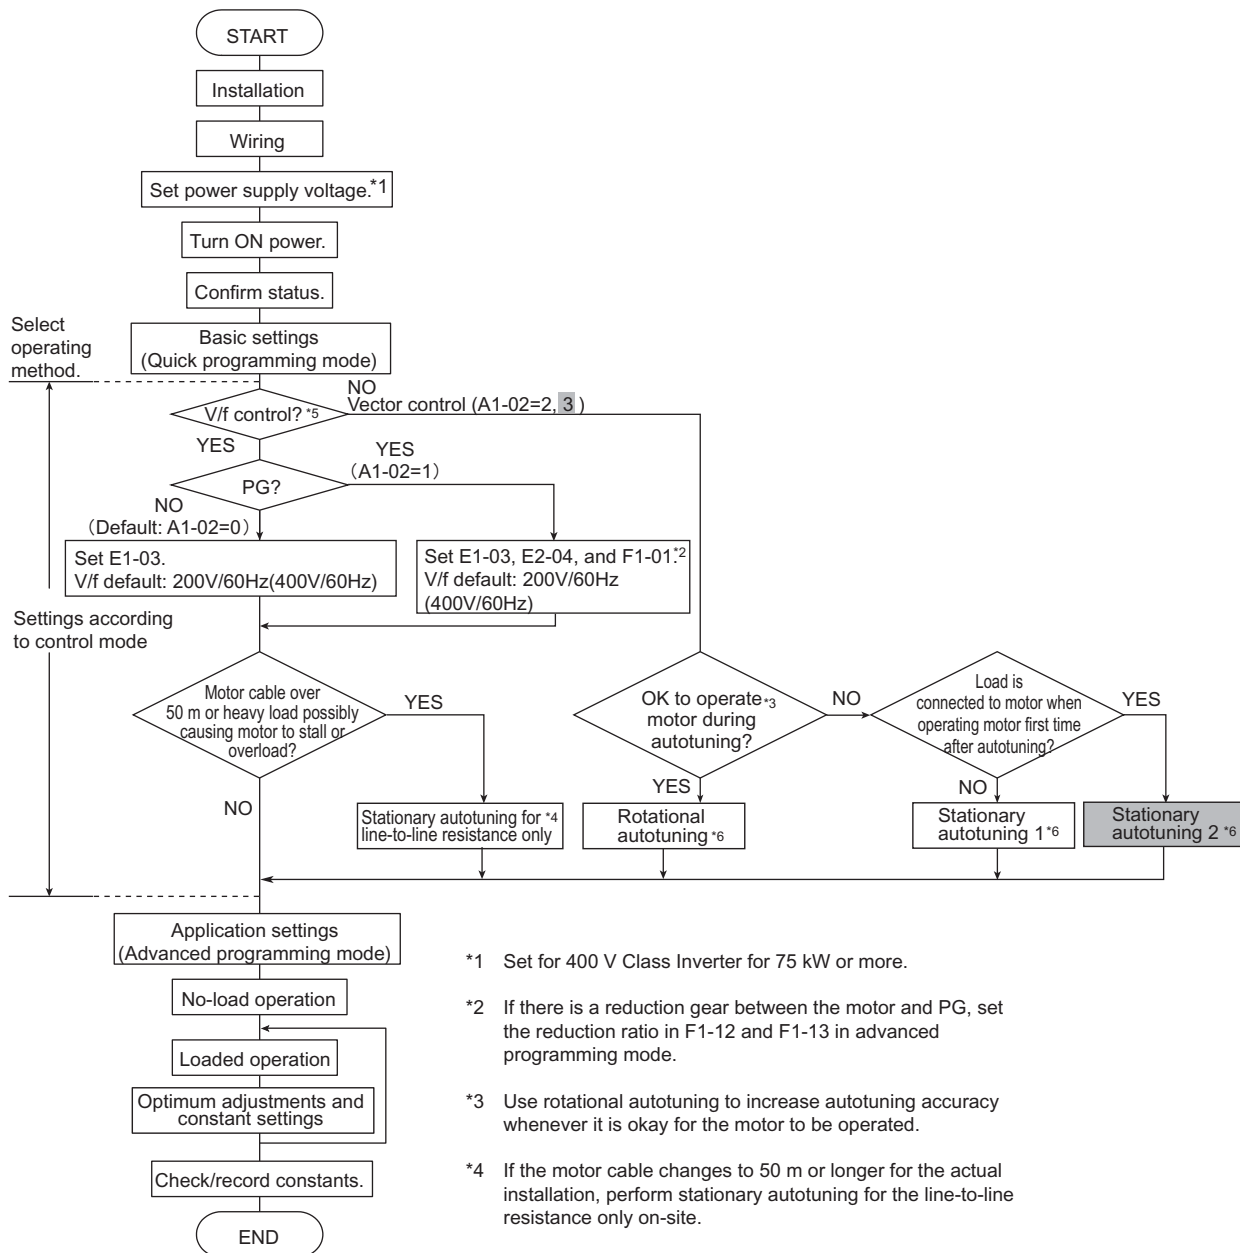 START
Installation
Wiring
Set power supply voltage.*1
Turn ON power.
Confirm status.
Select
operating
method.
Basic settings
(Quick programming mode)
NO
Vector control (A1-02=2, 3 )
V/f control? *5
YES
YES
(A1-02=1)
PG?
NO
(Default: A1-02=0)
Set E1-03.
V/f default: 200V/60Hz(400V/60Hz)
Set E1-03, E2-04, and F1-01.*2
V/f default: 200V/60Hz
(400V/60Hz)
Settings according
to control mode
Motor cable over
50 m or heavy load possibly
causing motor to stall or
overload?
YES
NO
OK to operate *3
motor during
autotuning?
NO
YES
Load is
connected to motor when
operating motor first time
after autotuning?
YES
NO
Stationary autotuning for *4
line-to-line resistance only
Rotational
autotuning *6
Stationary
autotuning 1 *6
Stationary
autotuning 2 *6
Application settings
(Advanced programming mode)
No-load operation
Loaded operation
Optimum adjustments and
constant settings
Check/record constants.
END
*1 Set for 400 V Class Inverter for 75 kW or more.
*2 If there is a reduction gear between the motor and PG, set
the reduction ratio in F1-12 and F1-13 in advanced
programming mode.
*3 Use rotational autotuning to increase autotuning accuracy
whenever it is okay for the motor to be operated.
*4 If the motor cable changes to 50 m or longer for the actual
installation, perform stationary autotuning for the line-to-line
resistance only on-site.